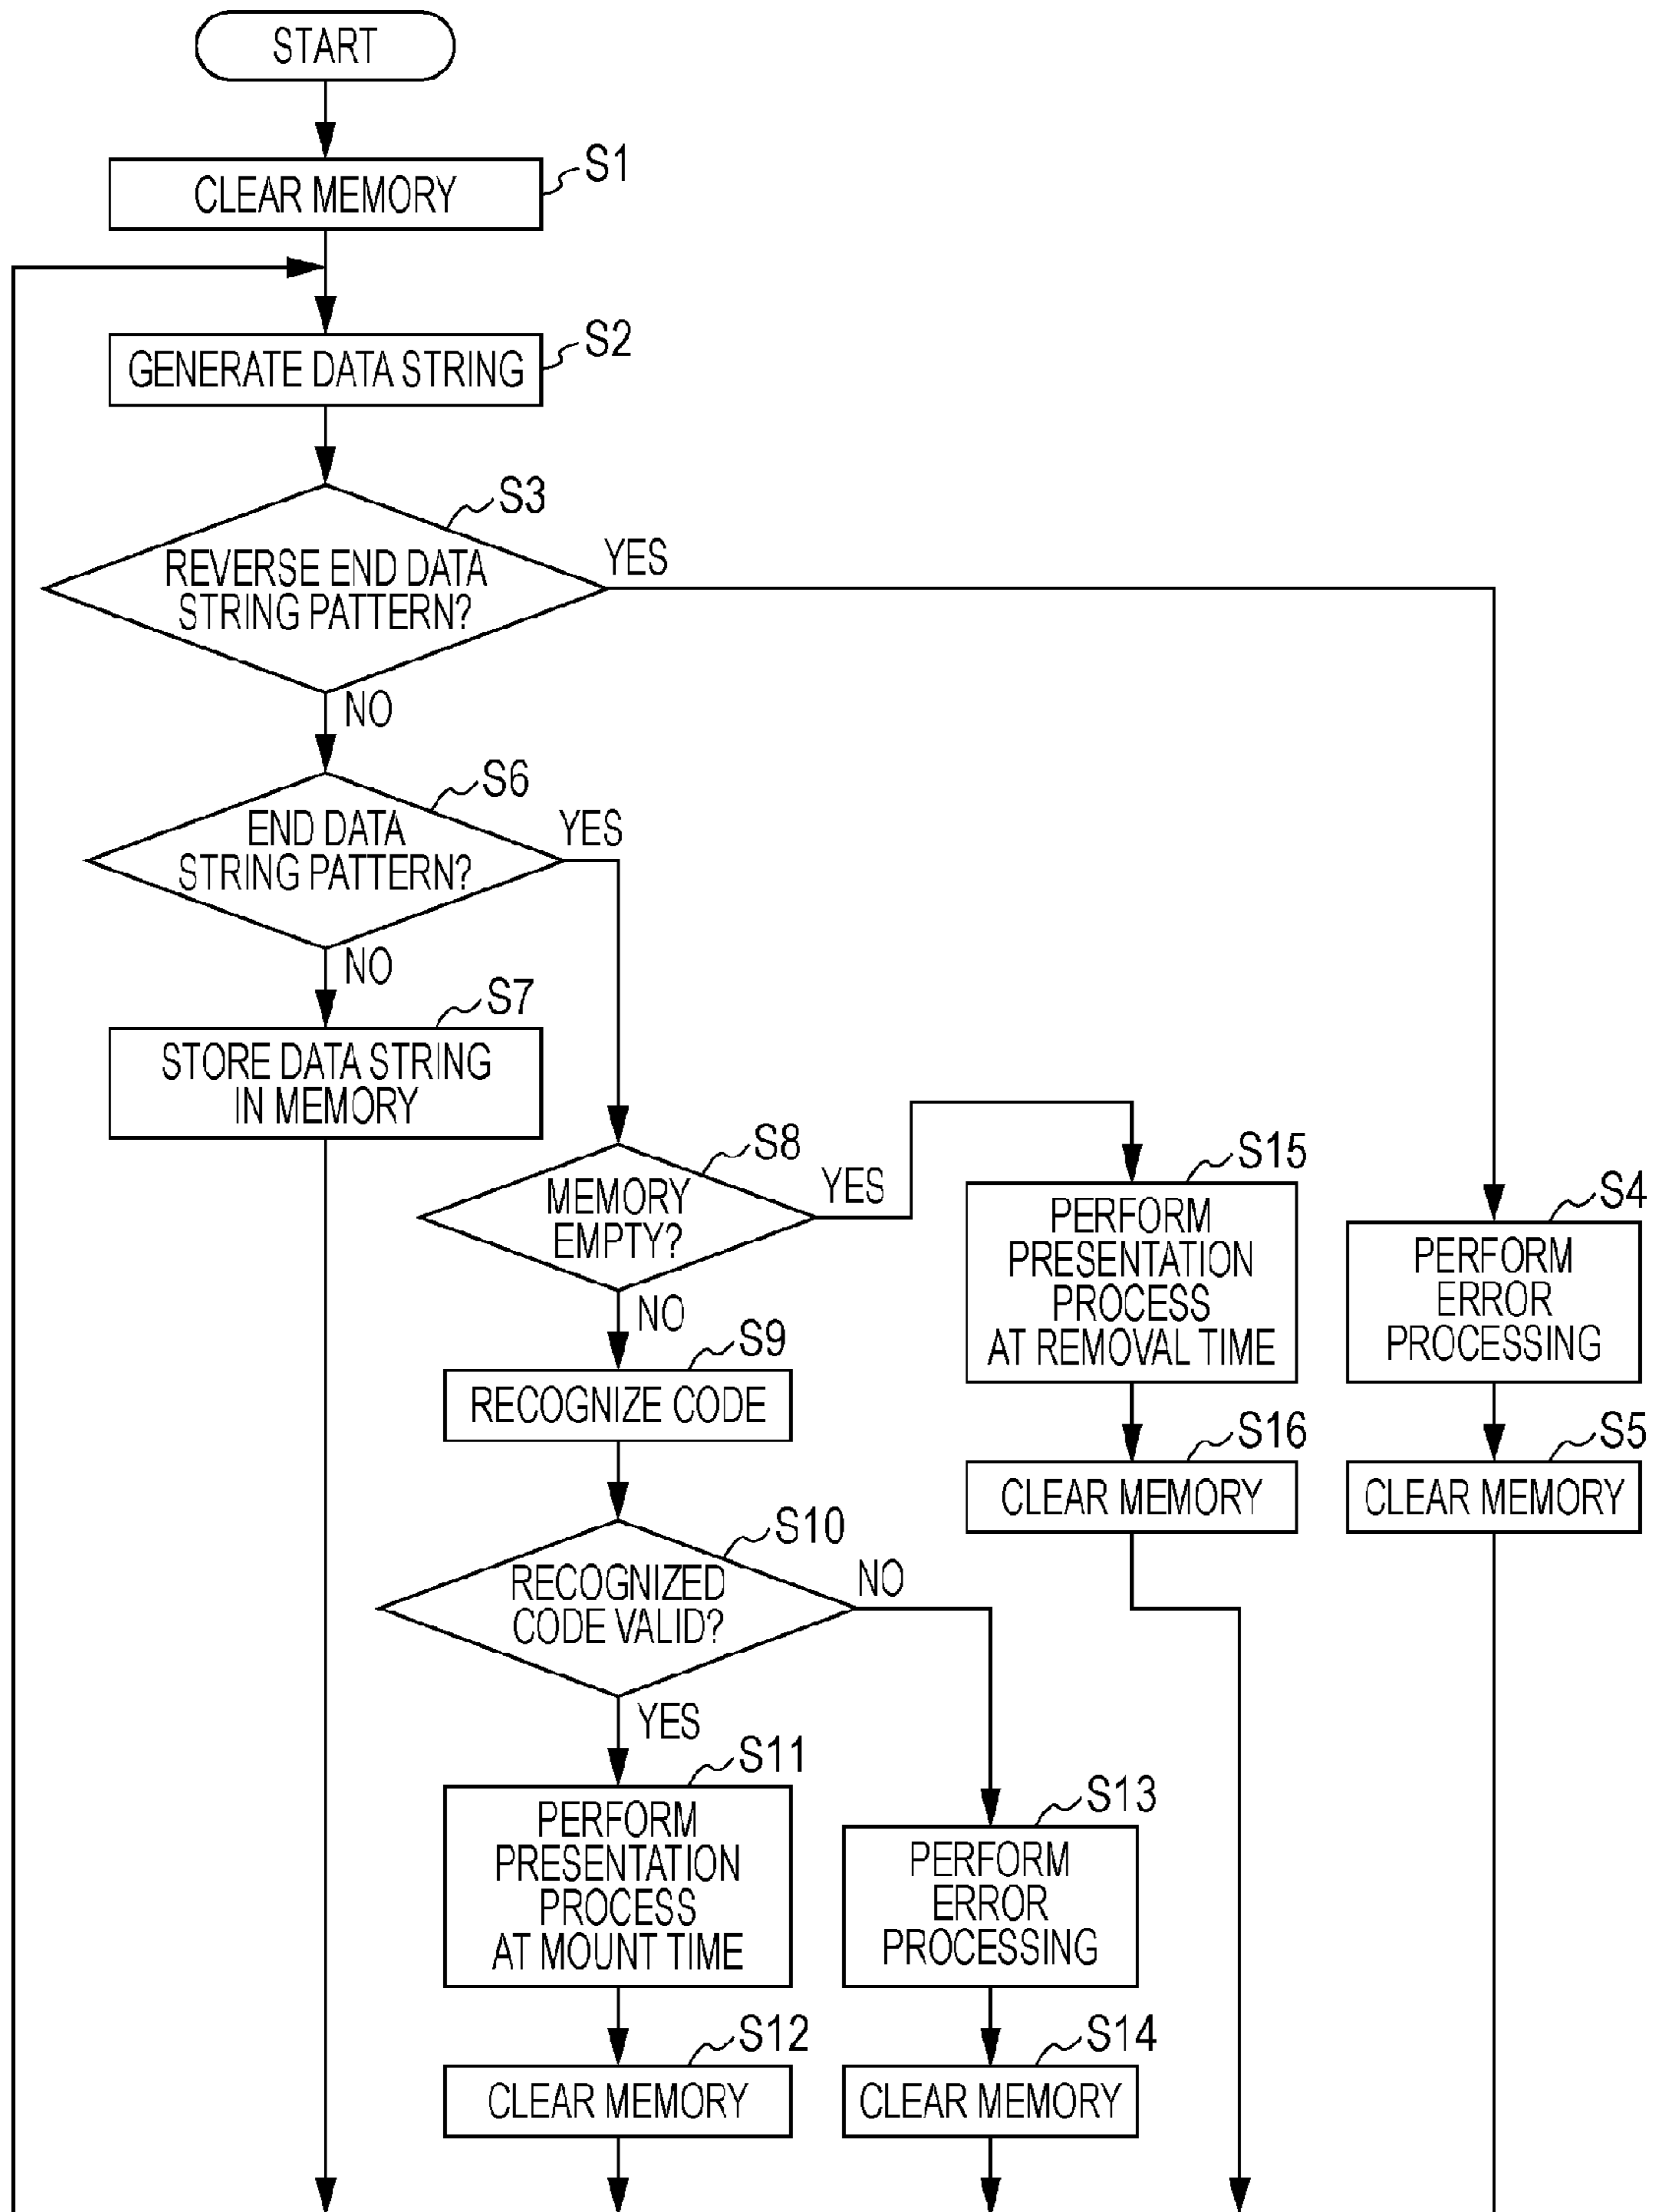 START
S1
CLEAR MEMORY
S2
GENERATE DATA STRING
S3
REVERSE END DATA
STRING PATTERN?
YES
NO
S6
END DATA
STRING PATTERN?
YES
NO
S7
STORE DATA STRING
IN MEMORY
S8
MEMORY
EMPTY?
YES
NO
S15
PERFORM
PRESENTATION
PROCESS
AT REMOVAL TIME
S4
PERFORM
ERROR
PROCESSING
S9
RECOGNIZE CODE
S16
CLEAR MEMORY
S5
CLEAR MEMORY
S10
RECOGNIZED
CODE VALID?
NO
YES
S11
PERFORM
PRESENTATION
PROCESS
AT MOUNT TIME
S13
PERFORM
ERROR
PROCESSING
S12
CLEAR MEMORY
S14
CLEAR MEMORY